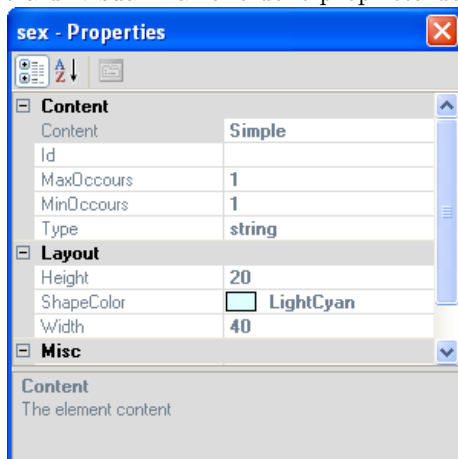 sex - Properties
A
Z
Content
Content Simple
Id
MaxOccours 1
MinOccours 1
Type string
Layout
Height 20
ShapeColor LightCyan
Width 40
Misc
Content
The element content